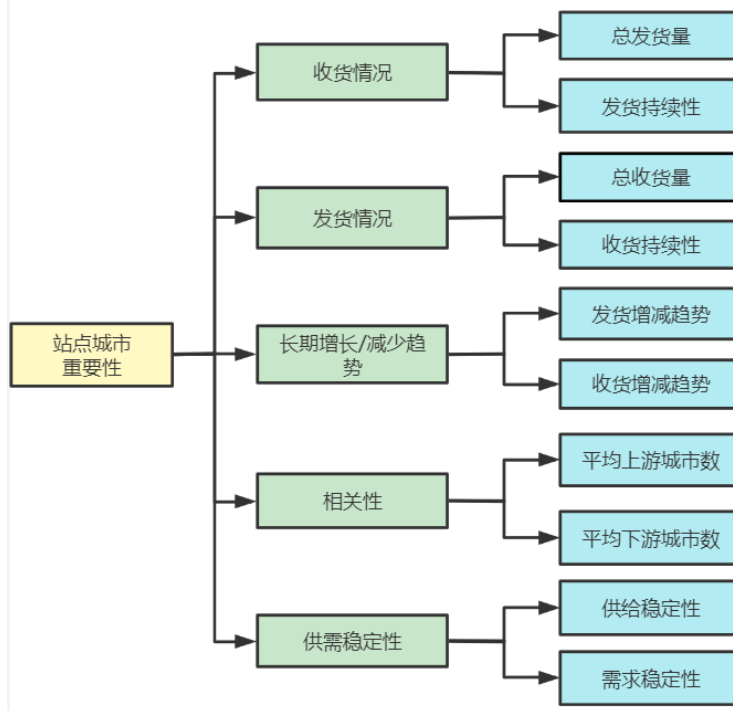 总发货量
收货情况
发货持续性
总收货量
发货情况
收货持续性
发货增减趋势
站点城市
重要性
长期增长/减少趋
势
收货增减趋势
平均上游城市数
相关性
平均下游城市数
供给稳定性
供需稳定性
需求稳定性